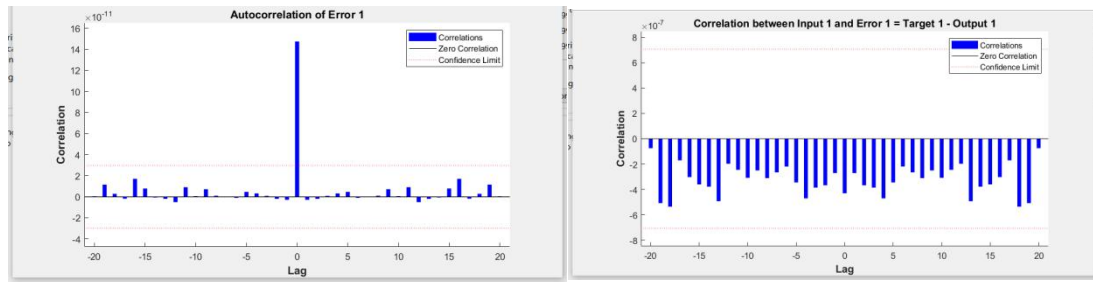 ×10⁻¹¹
Autocorrelation of Error 1
16
14
12
10
8
6
4
2
0
-2
-4
Correlation
Correlations
Zero Correlation
Confidence Limit
-20 -15 -10 -5 0 5 10 15 20
Lag
×10⁻⁷
Correlation between Input 1 and Error 1 = Target 1 - Output 1
8
6
4
2
0
-2
-4
-6
-8
Correlation
Correlations
Zero Correlation
Confidence Limit
-20 -15 -10 -5 0 5 10 15 20
Lag